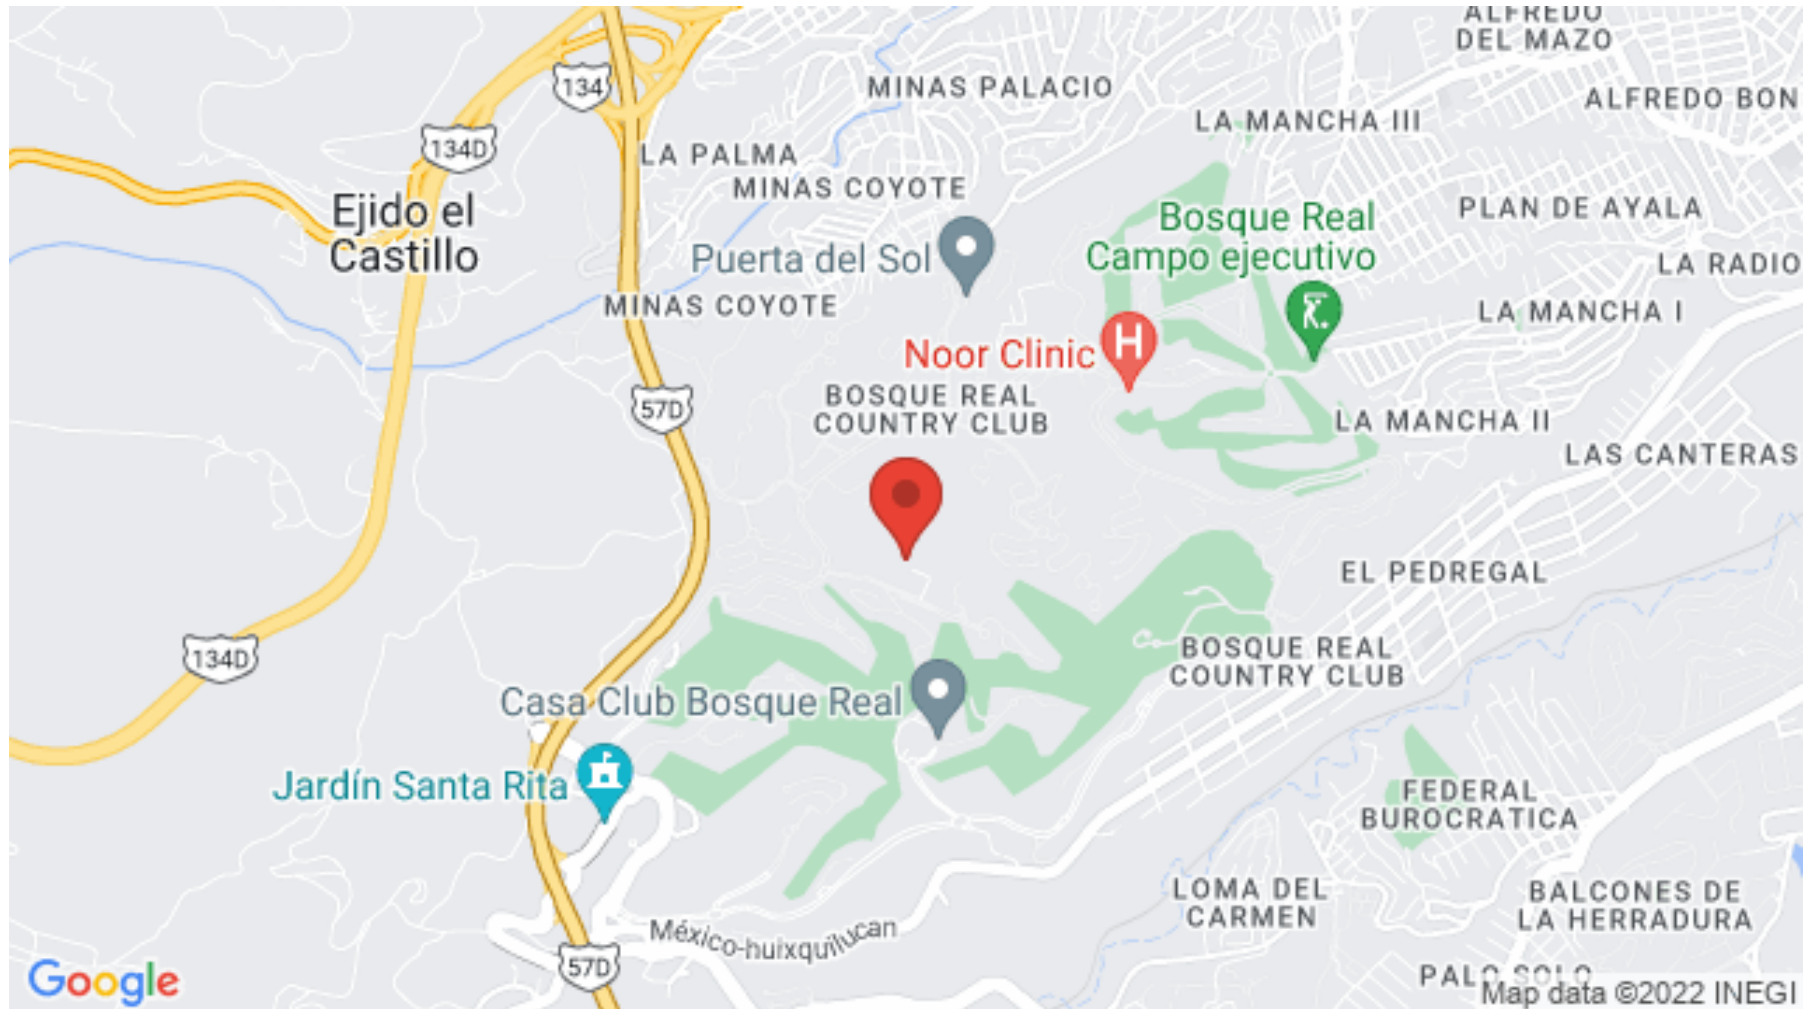 ALFREDO
DEL MAZO
134
MINAS PALACIO
ALFREDO BON
LA MANCHA III
134D
LA PALMA
MINAS COYOTE
Ejido el
Castillo
PLAN DE AYALA
Bosque Real
Campo ejecutivo
Puerta del Sol
LA RADIO
MINAS COYOTE
LA MANCHA I
Noor Clinic
H
57D
BOSQUE REAL
COUNTRY CLUB
LA MANCHA II
LAS CANTERAS
EL PEDREGAL
134D
BOSQUE REAL
COUNTRY CLUB
Casa Club Bosque Real
Jardín Santa Rita
FEDERAL
BUROCRATICA
LOMA DEL
CARMEN
BALCONES DE
LA HERRADURA
México-huixquilucan
57D
PALO SOLO
Google
Map data ©2022 INEGI